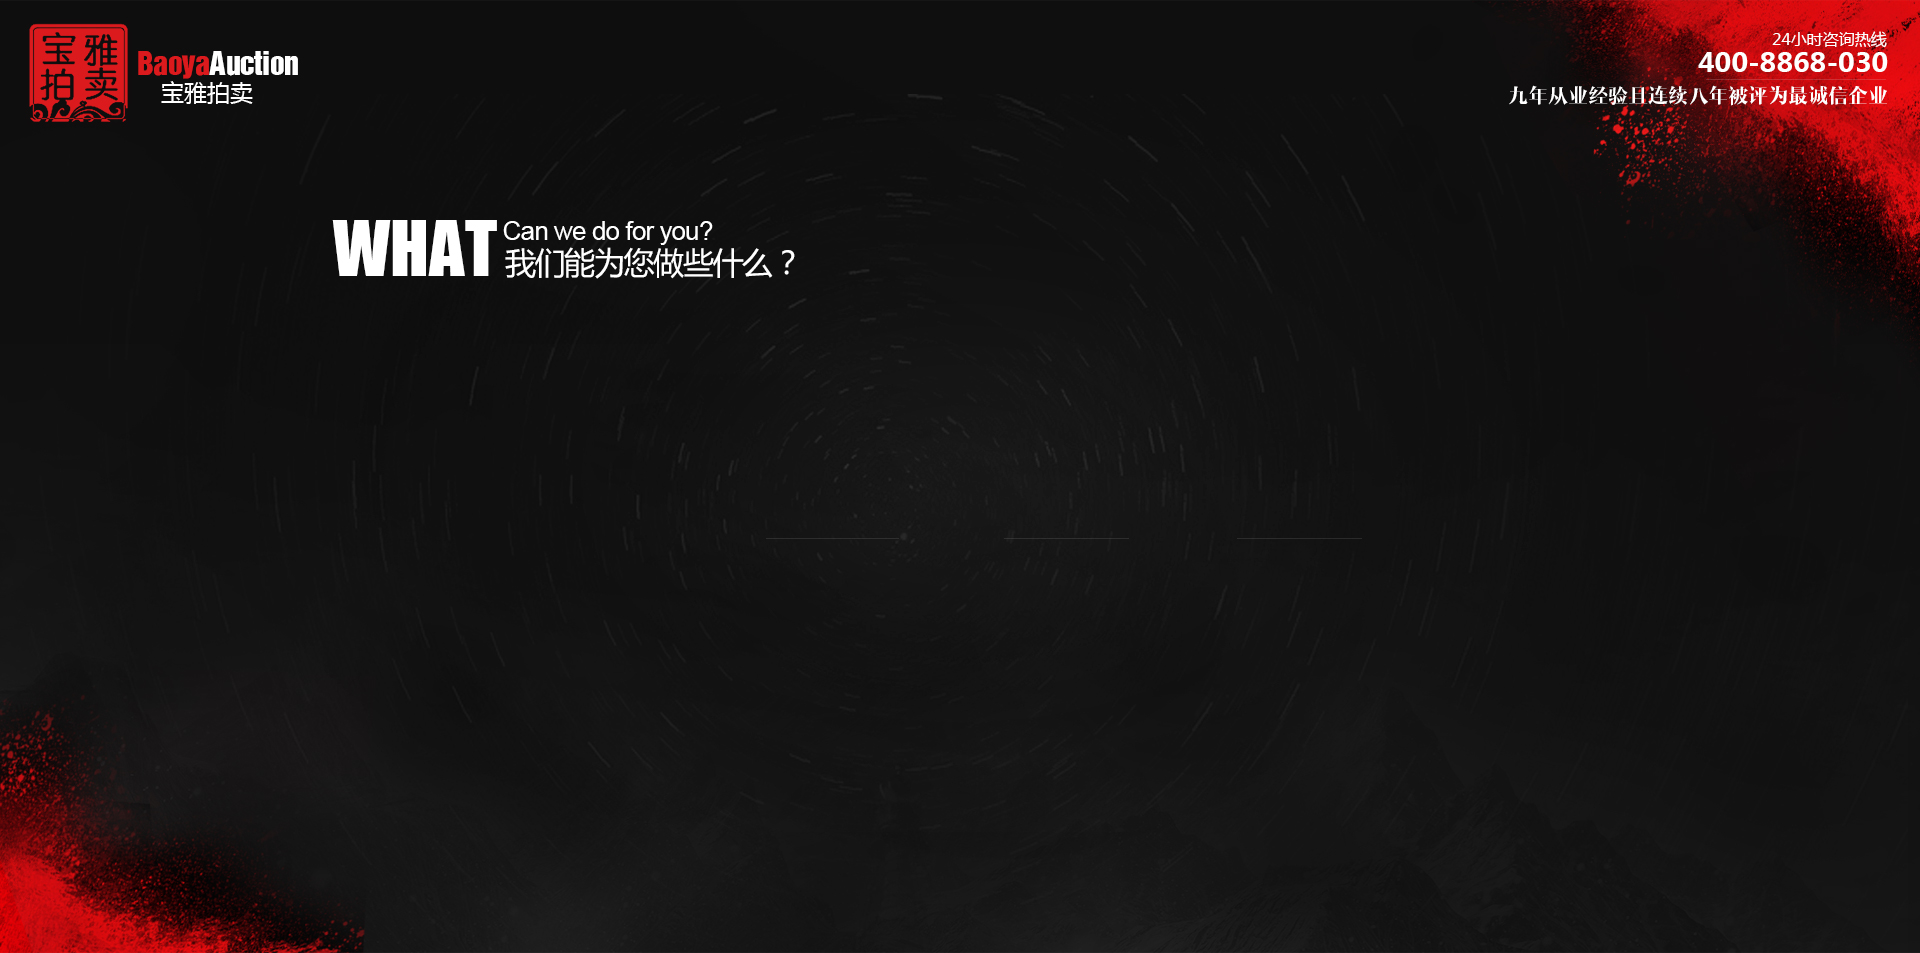 宝雅
拍卖
BaoyaAuction
宝雅拍卖
24小时咨询热线
400-8868-030
九年从业经验且连续八年被评为最诚信企业
WHAT Can we do for you?
我们能为您做些什么？